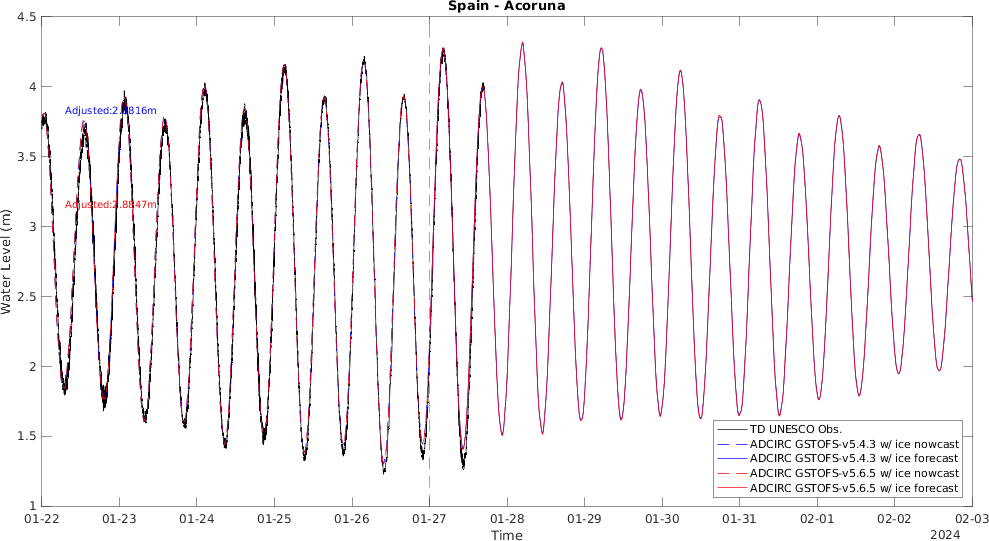 Spain - Acoruna
4.5
4
3.5
3
2.5
2
1.5
1
Water Level (m)
Adjusted:2.8847m
TD UNESCO Obs.
ADCIRC GSTOFS-v5.4.3 w/ ice nowcast
ADCIRC GSTOFS-v5.4.3 w/ ice forecast
ADCIRC GSTOFS-v5.6.5 w/ ice nowcast
ADCIRC GSTOFS-v5.6.5 w/ ice forecast
01-22 01-23 01-24 01-25 01-26 01-27 01-28 01-29 01-30 01-31 02-01 02-02 02-03
Time
2024